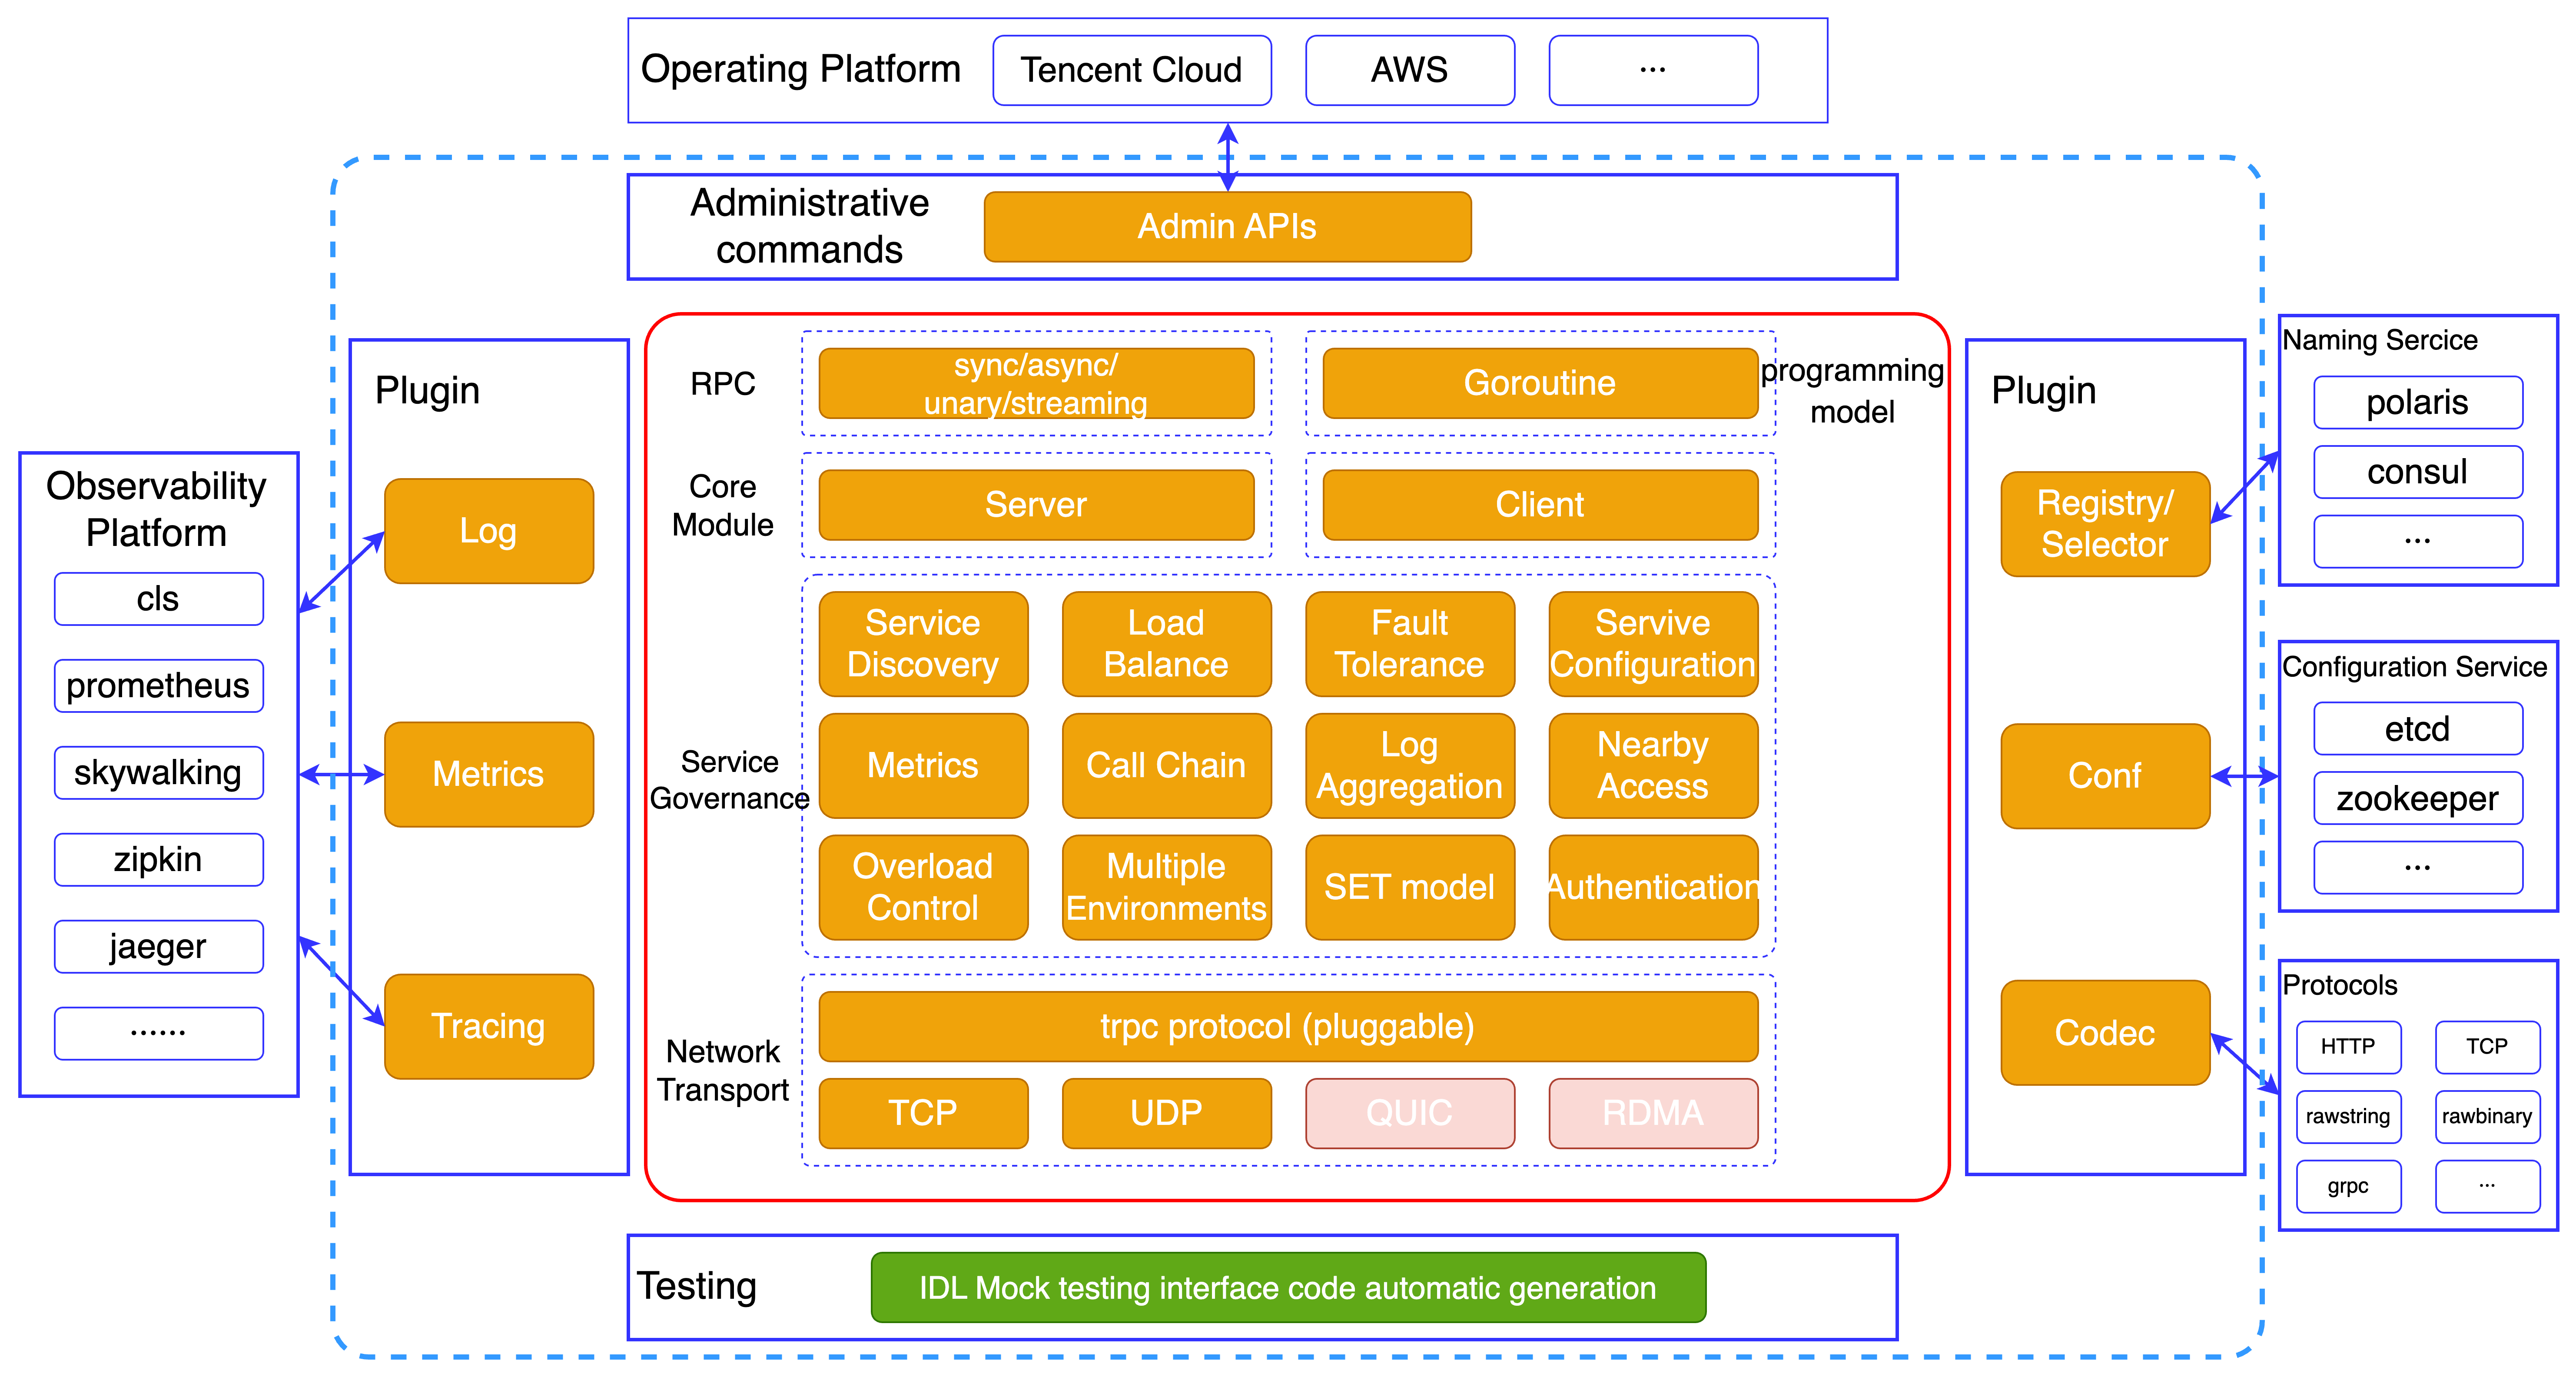 Operating Platform
Tencent Cloud
AWS
...
Administrative
commands
Admin APIs
Observability
Platform
cls
prometheus
skywalking
zipkin
jaeger
......
Plugin
Log
Metrics
Tracing
RPC
sync/async/
unary/streaming
Goroutine
programming
model
Core
Module
Server
Client
Service
Governance
Service
Discovery
Load
Balance
Fault
Tolerance
Servive
Configuration
Metrics
Call Chain
Log
Aggregation
Nearby
Access
Overload
Control
Multiple
Environments
SET model
Authentication
Network
Transport
trpc protocol (pluggable)
TCP
UDP
QUIC
RDMA
Plugin
Registry/
Selector
Conf
Codec
Naming Sercice
polaris
consul
...
Configuration Service
etcd
zookeeper
...
Protocols
HTTP
TCP
rawstring
rawbinary
grpc
...
Testing
IDL Mock testing interface code automatic generation